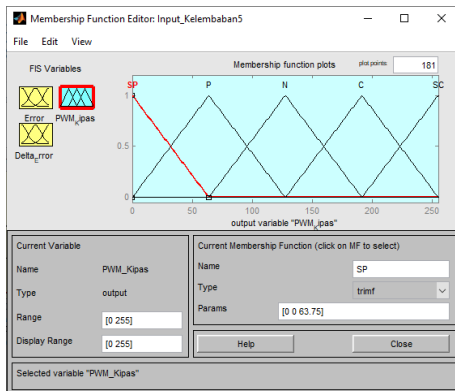 Membership Function Editor: Input_Kelembaban5
File Edit View
FIS Variables
Membership function plots
plot points:
181
SP P N C SC
Error
PWM_Kipas
Delta_Error
1
0.5
0
0 50 100 150 200 250
output variable "PWM_Kipas"
Current Variable
Name PWM_Kipas
Type output
Range [0 255]
Display Range [0 255]
Current Membership Function (click on MF to select)
Name SP
Type trimf
Params [0 0 63.75]
Help Close
Selected variable "PWM_Kipas"